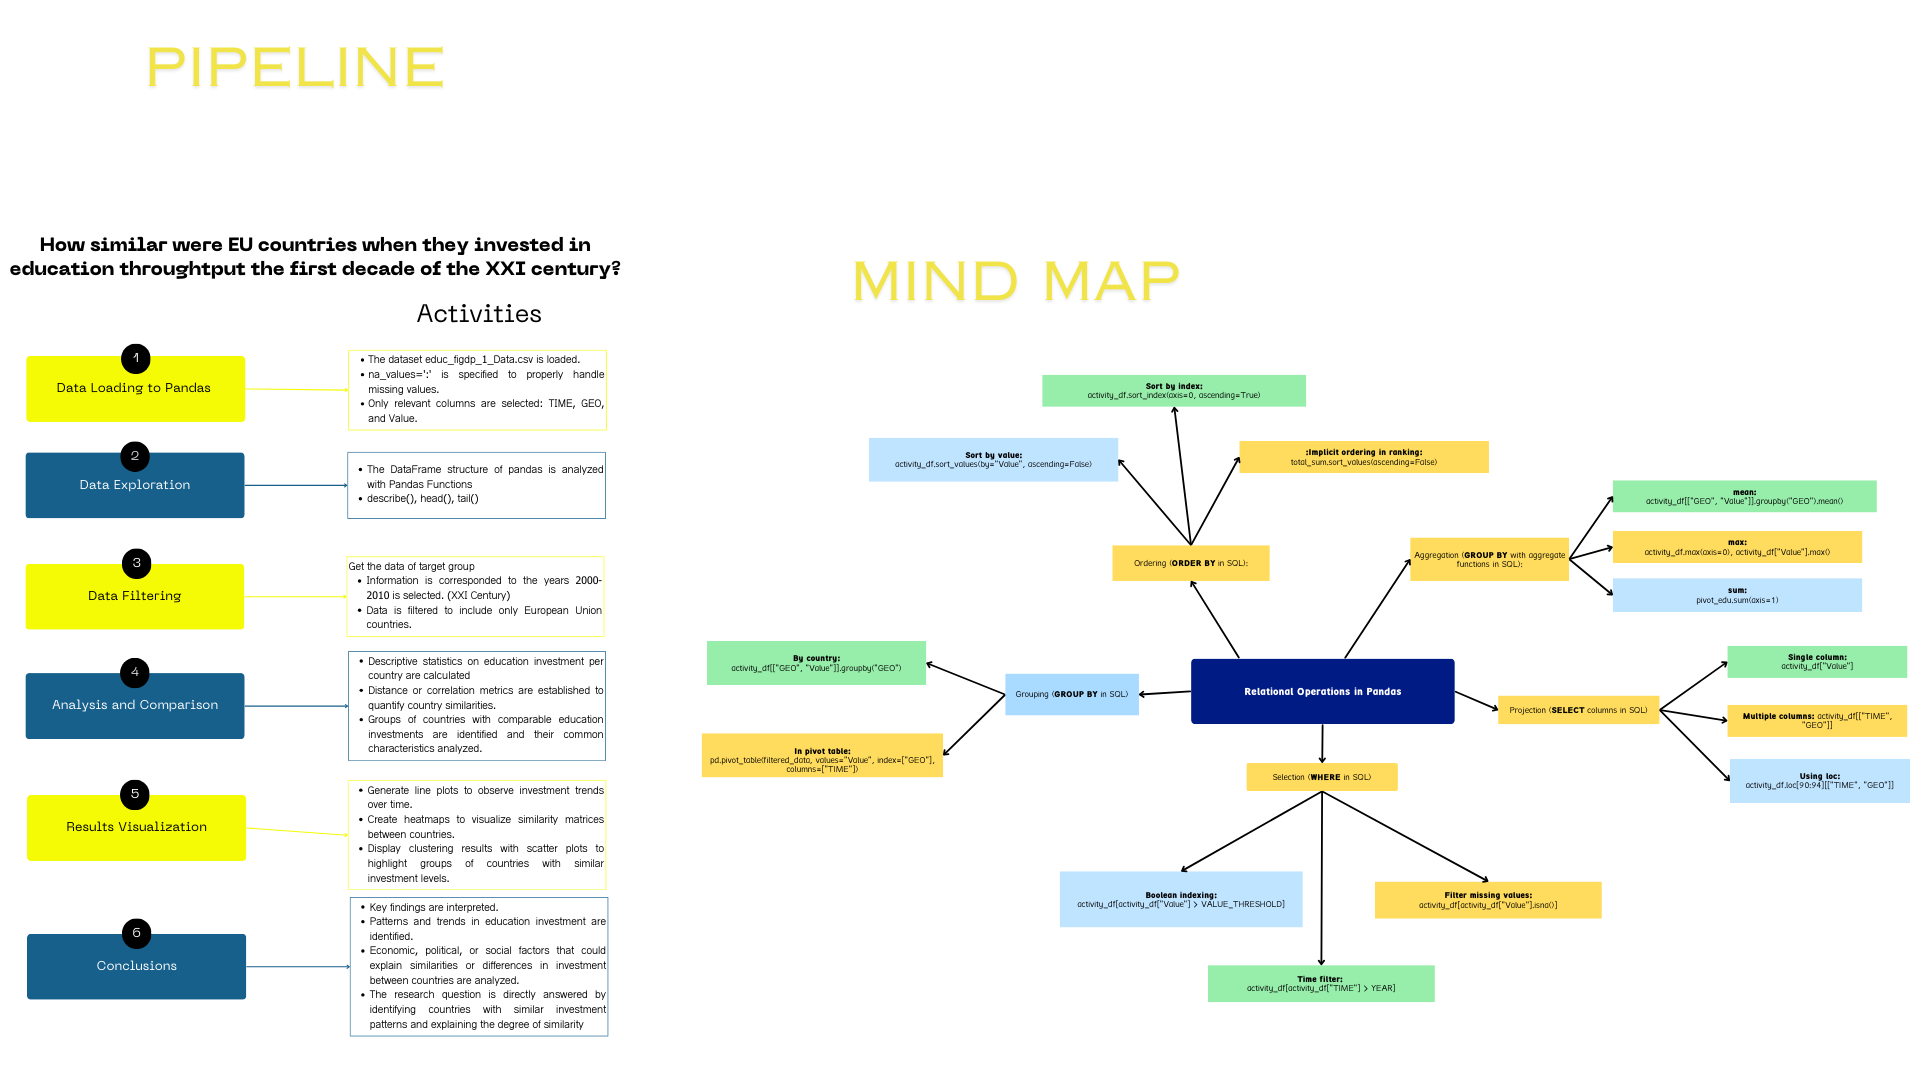 PIPELINE
How similar were EU countries when they invested in
education throughtput the first decade of the XXI century?
Activities
1
Data Loading to Pandas
• The dataset educ_figdp_1_Data.csv is loaded.
• na_values=':' is specified to properly handle
missing values.
• Only relevant columns are selected: TIME, GEO,
and Value.
2
Data Exploration
• The DataFrame structure of pandas is analyzed
with Pandas Functions
• describe(), head(), tail()
3
Data Filtering
Get the data of target group
• Information is corresponded to the years 2000-
2010 is selected. (XXI Century)
• Data is filtered to include only European Union
countries.
4
Analysis and Comparison
• Descriptive statistics on education investment per
country are calculated
• Distance or correlation metrics are established to
quantify country similarities.
• Groups of countries with comparable education
investments are identified and their common
characteristics analyzed.
5
Results Visualization
• Generate line plots to observe investment trends
over time.
• Create heatmaps to visualize similarity matrices
between countries.
• Display clustering results with scatter plots to
highlight groups of countries with similar
investment levels.
6
Conclusions
• Key findings are interpreted.
• Patterns and trends in education investment are
identified.
• Economic, political, or social factors that could
explain similarities or differences in investment
between countries are analyzed.
• The research question is directly answered by
identifying countries with similar investment
patterns and explaining the degree of similarity
MIND MAP
Sort by index:
activity_df.sort_index(axis=0, ascending=True)
Sort by value:
activity_df.sort_values(by="Value", ascending=False)
:Implicit ordering in ranking:
total_sum.sort_values(ascending=False)
Ordering (ORDER BY in SQL):
mean:
activity_df[["GEO", "Value"]].groupby("GEO").mean()
max:
activity_df.max(axis=0), activity_df["Value"].max()
sum:
pivot_edu.sum(axis=1)
Aggregation (GROUP BY with aggregate
functions in SQL):
By country:
activity_df[["GEO", "Value"]].groupby("GEO")
Grouping (GROUP BY in SQL)
In pivot table:
pd.pivot_table(filtered_data, values="Value", index=["GEO"],
columns=["TIME"])
Relational Operations in Pandas
Projection (SELECT columns in SQL)
Single column:
activity_df["Value"]
Multiple columns: activity_df[["TIME",
"GEO"]]
Using loc:
activity_df.loc[90:94][["TIME", "GEO"]]
Selection (WHERE in SQL)
Boolean indexing:
activity_df[activity_df["Value"] > VALUE_THRESHOLD]
Filter missing values:
activity_df[activity_df["Value"].isna()]
Time filter:
activity_df[activity_df["TIME"] > YEAR]